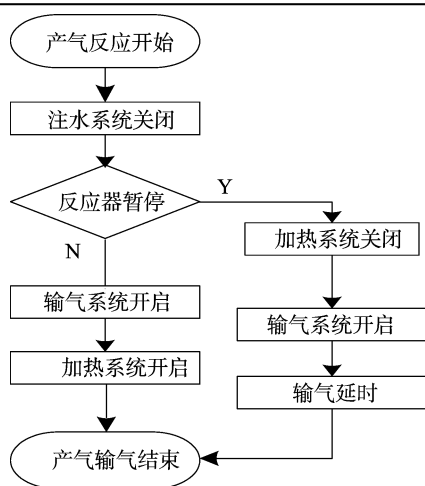 产气反应开始
注水系统关闭
反应器暂停
Y
N
加热系统关闭
输气系统开启
输气系统开启
加热系统开启
输气延时
产气输气结束